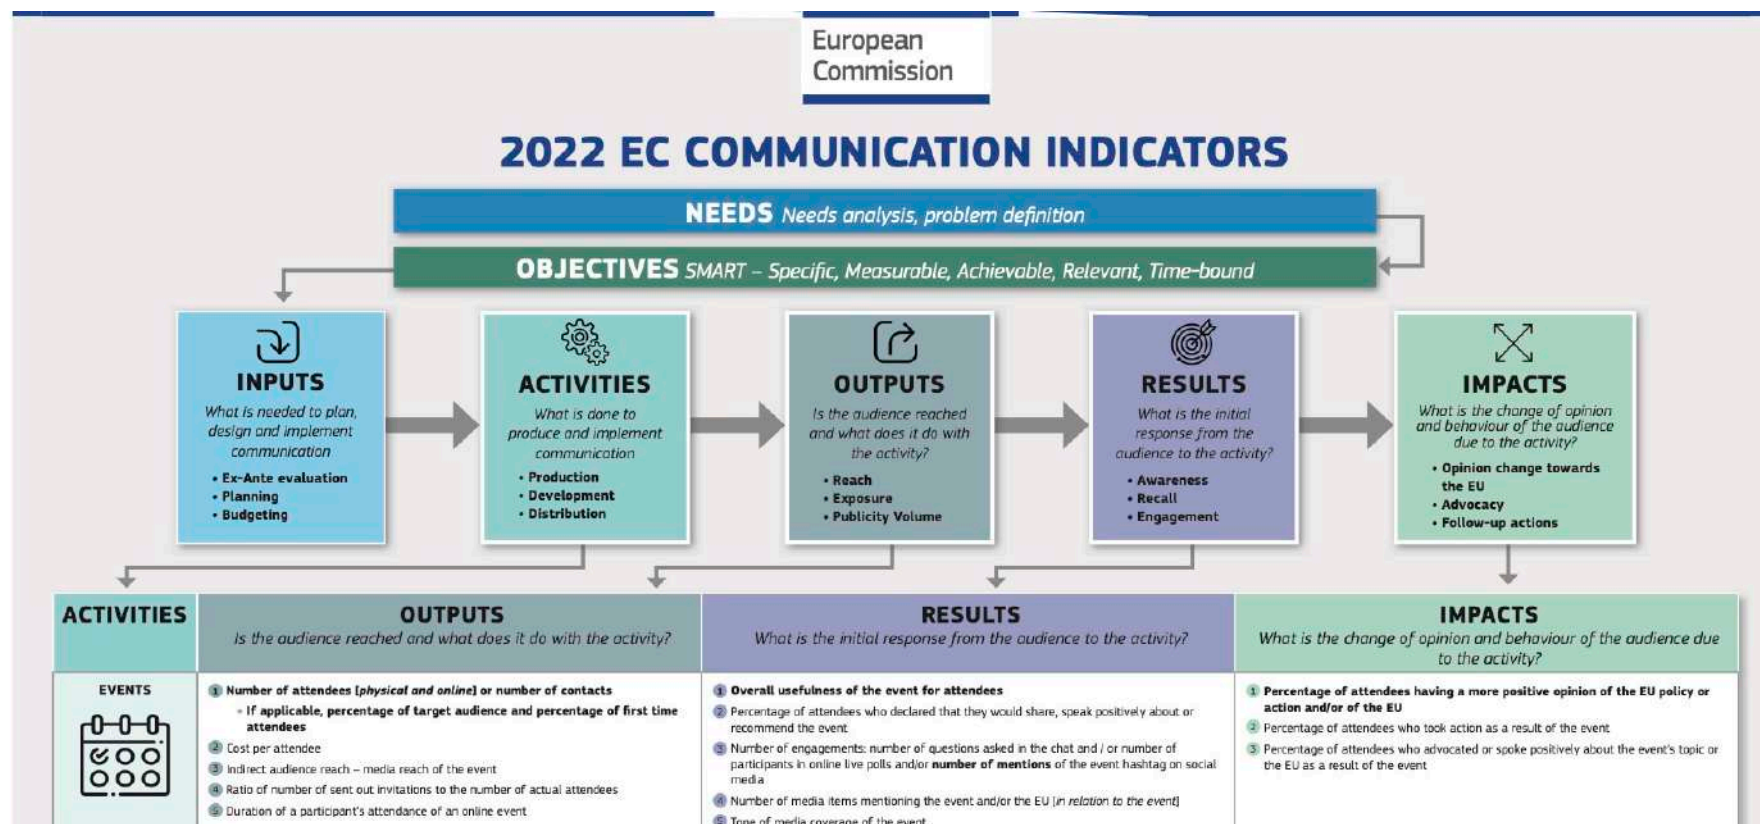 European
Commission
2022 EC COMMUNICATION INDICATORS
NEEDS Needs analysis, problem definition
OBJECTIVES SMART – Specific, Measurable, Achievable, Relevant, Time-bound
INPUTS
What is needed to plan,
design and implement
communication
• Ex-Ante evaluation
• Planning
• Budgeting
ACTIVITIES
What is done to
produce and implement
communication
• Production
• Development
• Distribution
OUTPUTS
Is the audience reached
and what does it do with
the activity?
• Reach
• Exposure
• Publicity Volume
RESULTS
What is the initial
response from the
audience to the activity?
• Awareness
• Recall
• Engagement
IMPACTS
What is the change of opinion
and behaviour of the audience
due to the activity?
• Opinion change towards
the EU
• Advocacy
• Follow-up actions
ACTIVITIES
OUTPUTS
Is the audience reached and what does it do with the activity?
RESULTS
What is the initial response from the audience to the activity?
IMPACTS
What is the change of opinion and behaviour of the audience due
to the activity?
EVENTS
1 Number of attendees [physical and online] or number of contacts
• If applicable, percentage of target audience and percentage of first time
attendees
2 Cost per attendee
3 Indirect audience reach – media reach of the event
4 Ratio of number of sent out invitations to the number of actual attendees
5 Duration of a participant's attendance of an online event
1 Overall usefulness of the event for attendees
2 Percentage of attendees who declared that they would share, speak positively about or
recommend the event
3 Number of engagements: number of questions asked in the chat and / or number of
participants in online live polls and/or number of mentions of the event hashtag on social
media
4 Number of media items mentioning the event and/or the EU [in relation to the event]
5 Tone of media coverage of the event
1 Percentage of attendees having a more positive opinion of the EU policy or
action and/or of the EU
2 Percentage of attendees who took action as a result of the event
3 Percentage of attendees who advocated or spoke positively about the event's topic or
the EU as a result of the event